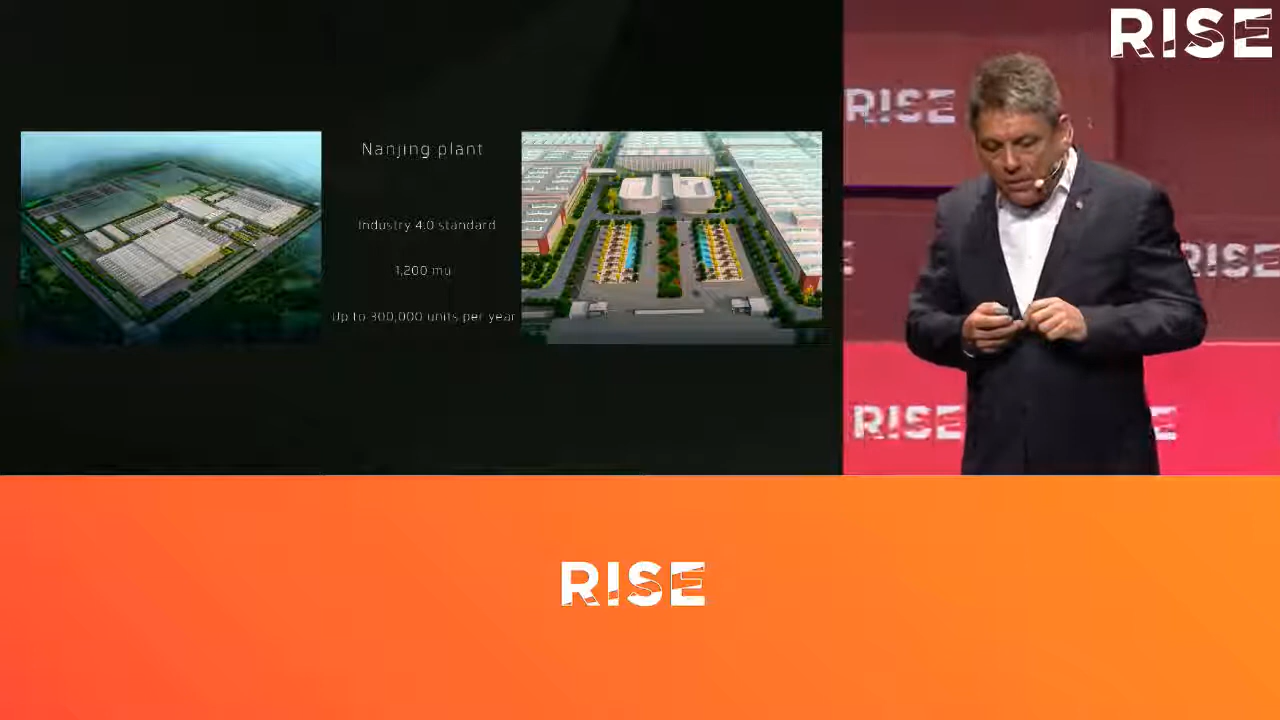 RISE
Nanjing plant
Industry 4.0 standard
1,200 mu
Up to 300,000 units per year
RISE
RISE
RISE
RISE